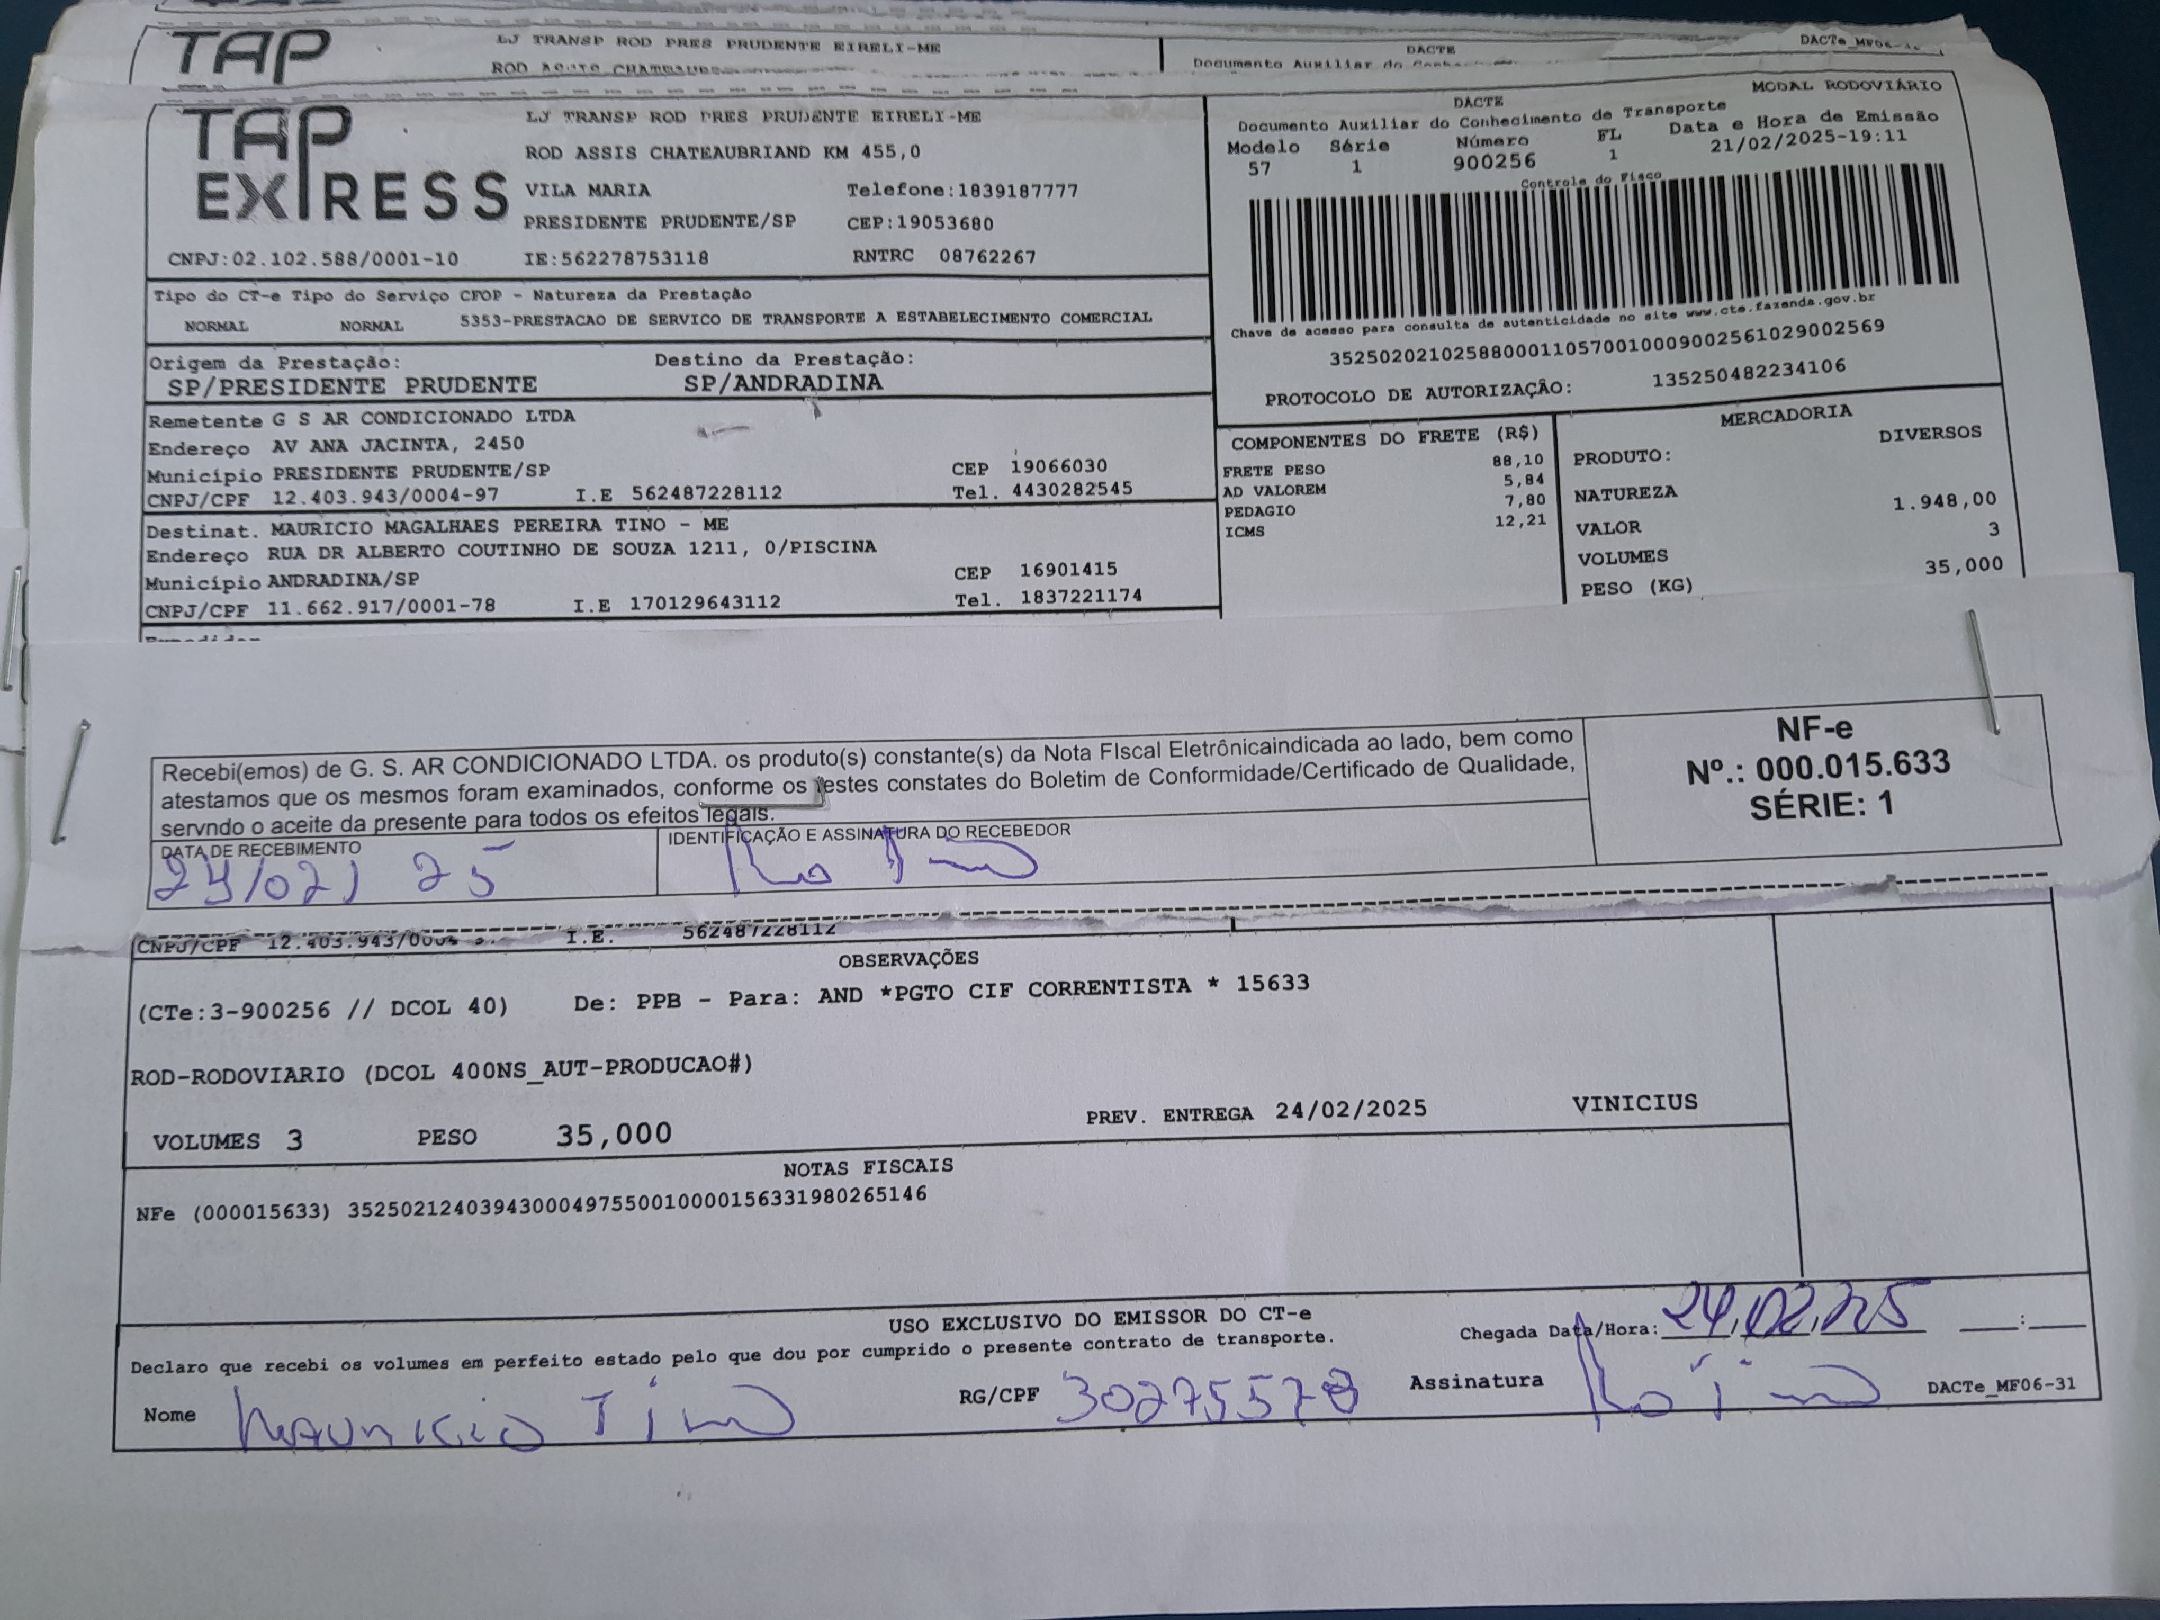 TAP
LJ TRANSP ROD PRES PRUDENTE EIRELI-ME
DACTE
DACTe_MF06-
TAP EXPRESS
LJ TRANSP ROD PRES PRUDENTE EIRELI-ME
ROD ASSIS CHATEAUBRIAND KM 455,0
VILA MARIA Telefone:1839187777
PRESIDENTE PRUDENTE/SP CEP:19053680
CNPJ:02.102.588/0001-10 IE:562278753118 RNTRC 08762267
MODAL RODOVIÁRIO
DACTE
Documento Auxiliar do Conhecimento de Transporte
Modelo Série Número FL Data e Hora de Emissão
57 1 900256 1 21/02/2025-19:11
Controle do Fisco
Chave de acesso para consulta de autenticidade no site www.cte.fazenda.gov.br
35250202102588000110570010009002561029002569
PROTOCOLO DE AUTORIZAÇÃO: 135250482234106
Tipo do CT-e Tipo do Serviço CFOP - Natureza da Prestação
NORMAL NORMAL 5353-PRESTACAO DE SERVICO DE TRANSPORTE A ESTABELECIMENTO COMERCIAL
Origem da Prestação: Destino da Prestação:
SP/PRESIDENTE PRUDENTE SP/ANDRADINA
Remetente G S AR CONDICIONADO LTDA
Endereço AV ANA JACINTA, 2450
Município PRESIDENTE PRUDENTE/SP CEP 19066030
CNPJ/CPF 12.403.943/0004-97 I.E 562487228112 Tel. 4430282545
Destinat. MAURICIO MAGALHAES PEREIRA TINO - ME
Endereço RUA DR ALBERTO COUTINHO DE SOUZA 1211, 0/PISCINA
Município ANDRADINA/SP CEP 16901415
CNPJ/CPF 11.662.917/0001-78 I.E 170129643112 Tel. 1837221174
COMPONENTES DO FRETE (R$)
FRETE PESO 88,10
AD VALOREM 5,84
PEDAGIO 7,80
ICMS 12,21
MERCADORIA
PRODUTO: DIVERSOS
NATUREZA
VALOR 1.948,00
VOLUMES 3
PESO (KG) 35,000
Recebi(emos) de G. S. AR CONDICIONADO LTDA. os produto(s) constante(s) da Nota FIscal Eletrônicaindicada ao lado, bem como
atestamos que os mesmos foram examinados, conforme os testes constates do Boletim de Conformidade/Certificado de Qualidade,
servndo o aceite da presente para todos os efeitos legais.
DATA DE RECEBIMENTO IDENTIFICAÇÃO E ASSINATURA DO RECEBEDOR
24/02/ 25
NF-e
Nº.: 000.015.633
SÉRIE: 1
CNPJ/CPF 12.403.943/0004 I.E. 562487228112
OBSERVAÇÕES
(CTe:3-900256 // DCOL 40) De: PPB - Para: AND *PGTO CIF CORRENTISTA * 15633
ROD-RODOVIARIO (DCOL 400NS_AUT-PRODUCAO#)
VOLUMES 3 PESO 35,000 PREV. ENTREGA 24/02/2025 VINICIUS
NOTAS FISCAIS
NFe (000015633) 35250212403943000497550010000156331980265146
USO EXCLUSIVO DO EMISSOR DO CT-e
Declaro que recebi os volumes em perfeito estado pelo que dou por cumprido o presente contrato de transporte.
Chegada Data/Hora: 24,02,225 :
Nome Mauricio Tino RG/CPF 30275578 Assinatura DACTe_MF06-31